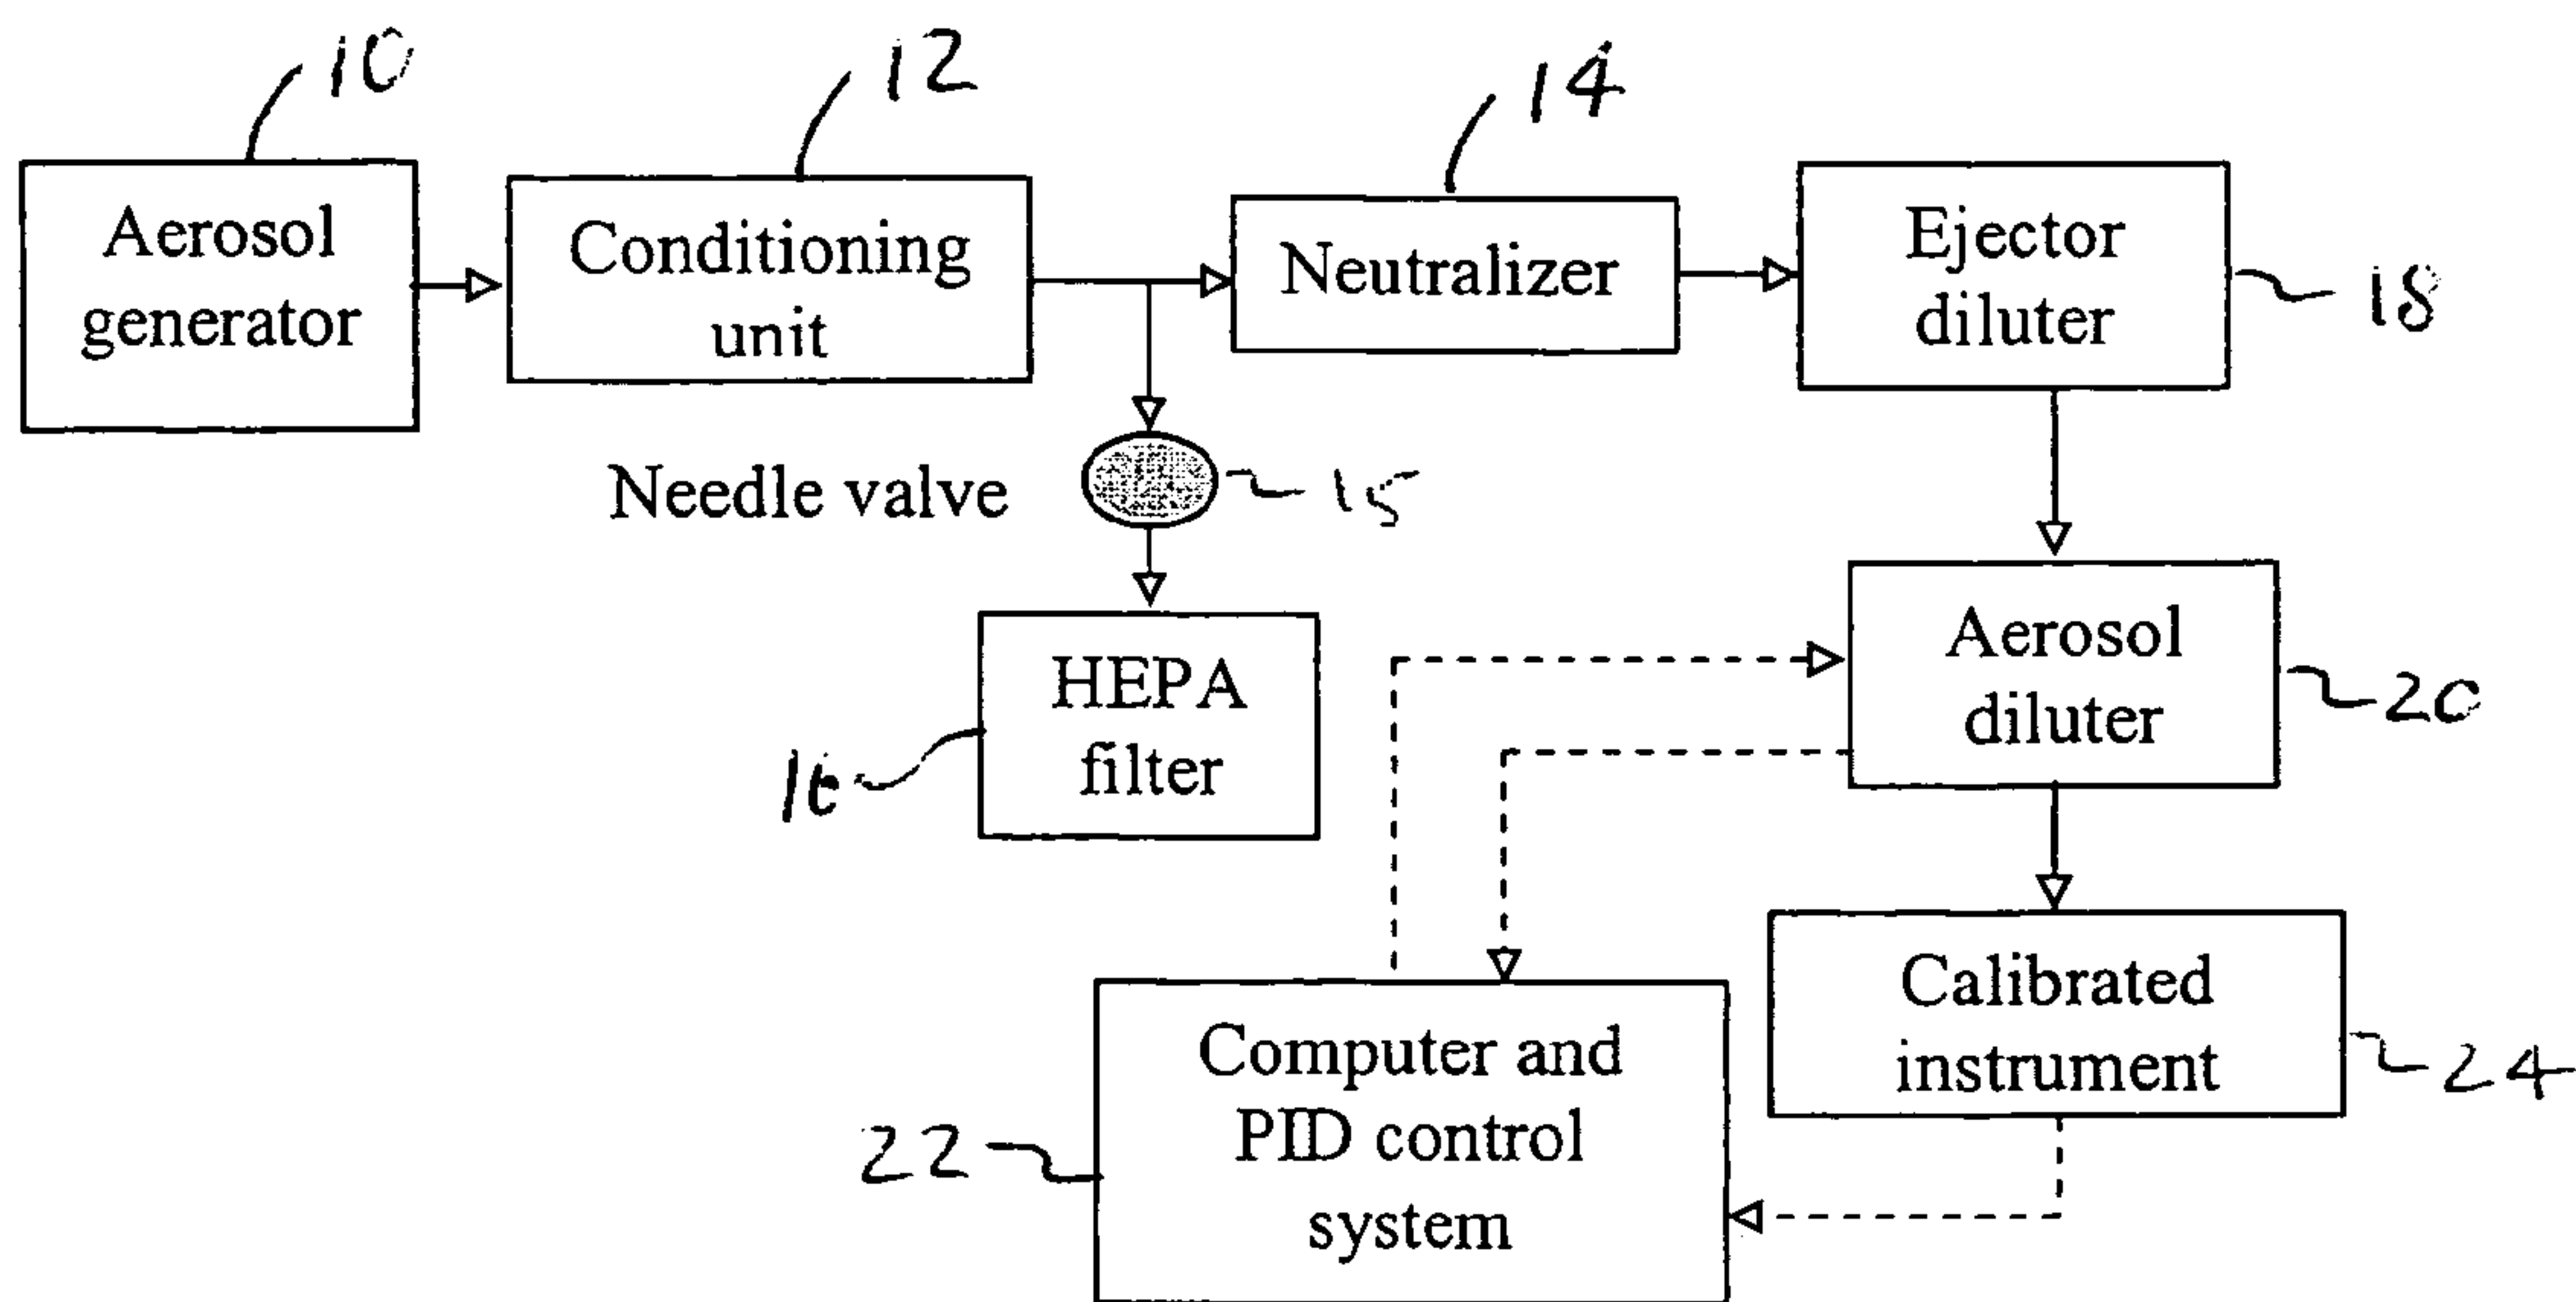 10
12
14
Aerosol
generator
Conditioning
unit
Neutralizer
Ejector
diluter
18
Needle valve
15
HEPA
filter
16
Aerosol
diluter
20
Computer and
PID control
system
22
Calibrated
instrument
24